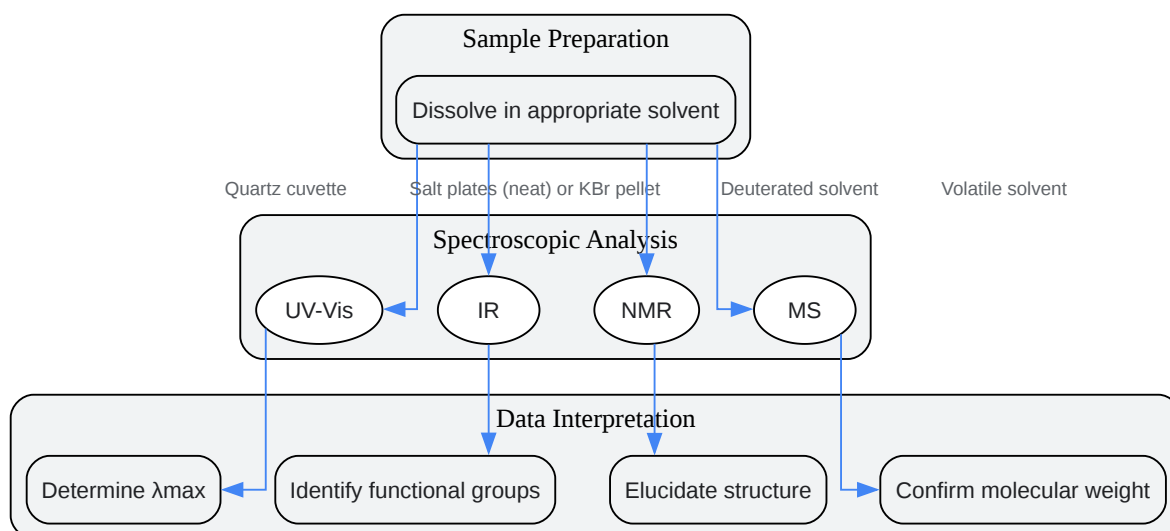 Sample Preparation
Dissolve in appropriate solvent
Quartz cuvette
Salt plates (neat) or KBr pellet
Deuterated solvent
Volatile solvent
Spectroscopic Analysis
UV-Vis
IR
NMR
MS
Data Interpretation
Determine λmax
Identify functional groups
Elucidate structure
Confirm molecular weight